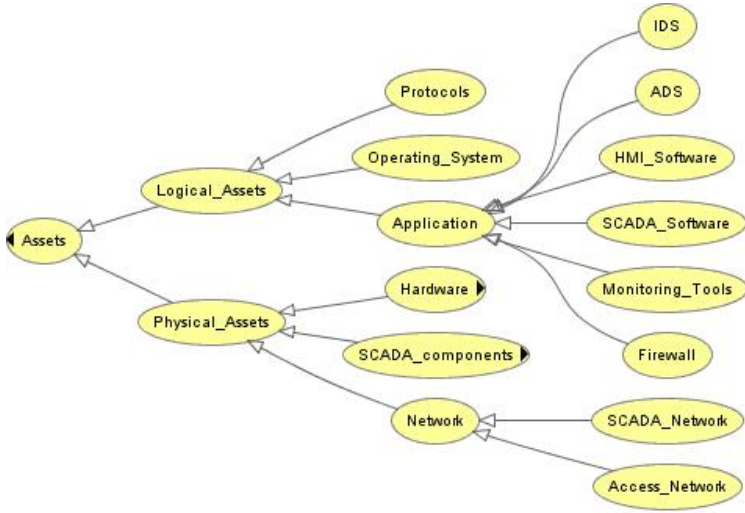 IDS
Protocols
ADS
Operating_System
HMI_Software
Logical_Assets
Application
SCADA_Software
Assets
Hardware
Monitoring_Tools
Physical_Assets
SCADA_components
Firewall
Network
SCADA_Network
Access_Network